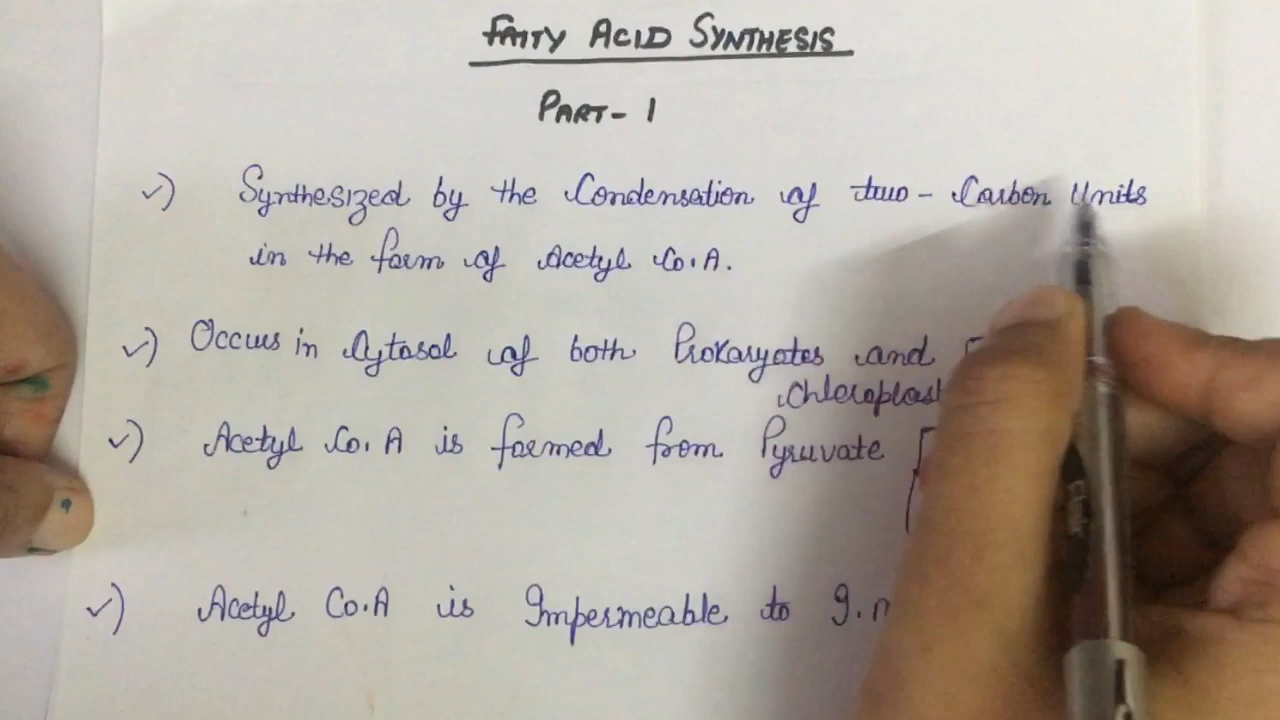 FATTY ACID SYNTHESIS
PART- 1
✓) Synthesized by the Condensation of two - Carbon Units
in the form of Acetyl Co.A.
✓) Occurs in Cytosol of both Prokaryotes and [
Chloroplast
✓) Acetyl Co. A is formed from Pyruvate [
✓) Acetyl Co.A is Impermeable to I.m